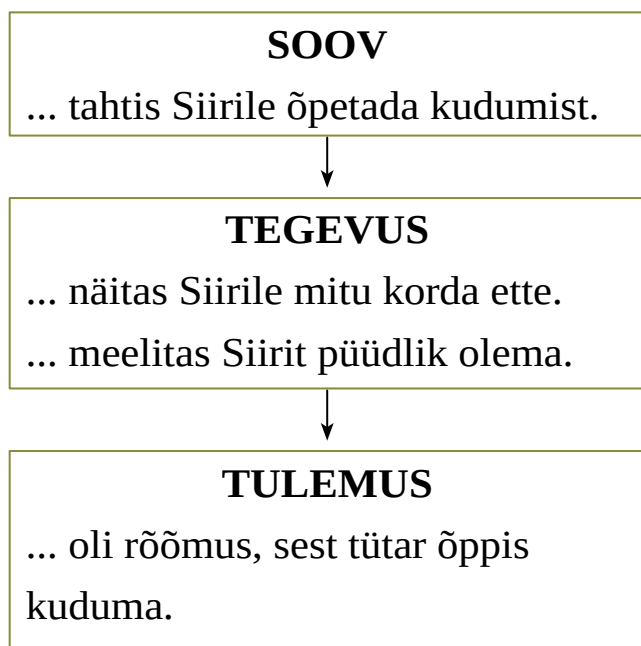 SOOV
... tahtis Siirile õpetada kudumist.
TEGEVUS
... näitas Siirile mitu korda ette.
... meelitas Siirit püüdlik olema.
TULEMUS
... oli rõõmus, sest tütar õppis
kuduma.